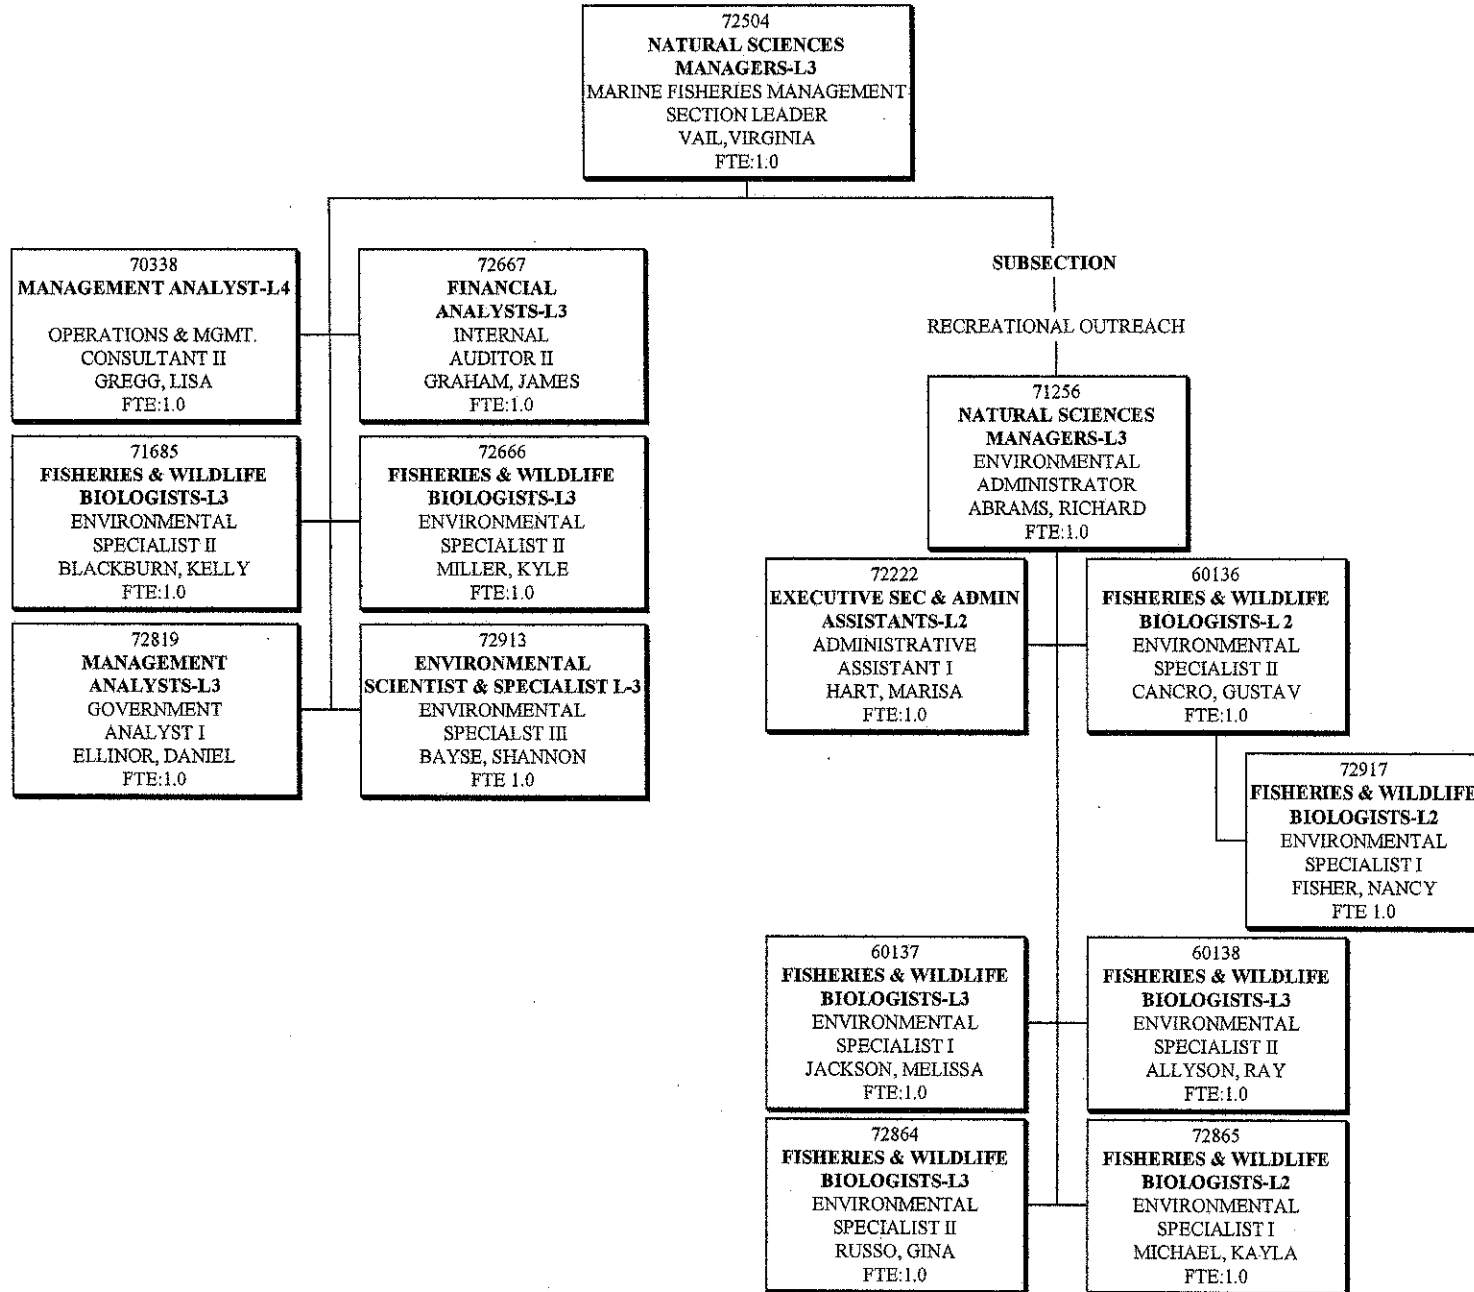 72504
NATURAL SCIENCES
MANAGERS-L3
MARINE FISHERIES MANAGEMENT
SECTION LEADER
VAIL,VIRGINIA
FTE:1.0
70338
MANAGEMENT ANALYST-L4
OPERATIONS & MGMT.
CONSULTANT II
GREGG, LISA
FTE:1.0
72667
FINANCIAL
ANALYSTS-L3
INTERNAL
AUDITOR II
GRAHAM, JAMES
FTE:1.0
71685
FISHERIES & WILDLIFE
BIOLOGISTS-L3
ENVIRONMENTAL
SPECIALIST II
BLACKBURN, KELLY
FTE:1.0
72666
FISHERIES & WILDLIFE
BIOLOGISTS-L3
ENVIRONMENTAL
SPECIALIST II
MILLER, KYLE
FTE:1.0
72819
MANAGEMENT
ANALYSTS-L3
GOVERNMENT
ANALYST I
ELLINOR, DANIEL
FTE:1.0
72913
ENVIRONMENTAL
SCIENTIST & SPECIALIST L-3
ENVIRONMENTAL
SPECIALST III
BAYSE, SHANNON
FTE 1.0
SUBSECTION
RECREATIONAL OUTREACH
71256
NATURAL SCIENCES
MANAGERS-L3
ENVIRONMENTAL
ADMINISTRATOR
ABRAMS, RICHARD
FTE:1.0
72222
EXECUTIVE SEC & ADMIN
ASSISTANTS-L2
ADMINISTRATIVE
ASSISTANT I
HART, MARISA
FTE:1.0
60136
FISHERIES & WILDLIFE
BIOLOGISTS-L 2
ENVIRONMENTAL
SPECIALIST II
CANCRO, GUSTAV
FTE:1.0
72917
FISHERIES & WILDLIFE
BIOLOGISTS-L2
ENVIRONMENTAL
SPECIALIST I
FISHER, NANCY
FTE 1.0
60137
FISHERIES & WILDLIFE
BIOLOGISTS-L3
ENVIRONMENTAL
SPECIALIST I
JACKSON, MELISSA
FTE:1.0
60138
FISHERIES & WILDLIFE
BIOLOGISTS-L3
ENVIRONMENTAL
SPECIALIST II
ALLYSON, RAY
FTE:1.0
72864
FISHERIES & WILDLIFE
BIOLOGISTS-L3
ENVIRONMENTAL
SPECIALIST II
RUSSO, GINA
FTE:1.0
72865
FISHERIES & WILDLIFE
BIOLOGISTS-L2
ENVIRONMENTAL
SPECIALIST I
MICHAEL, KAYLA
FTE:1.0